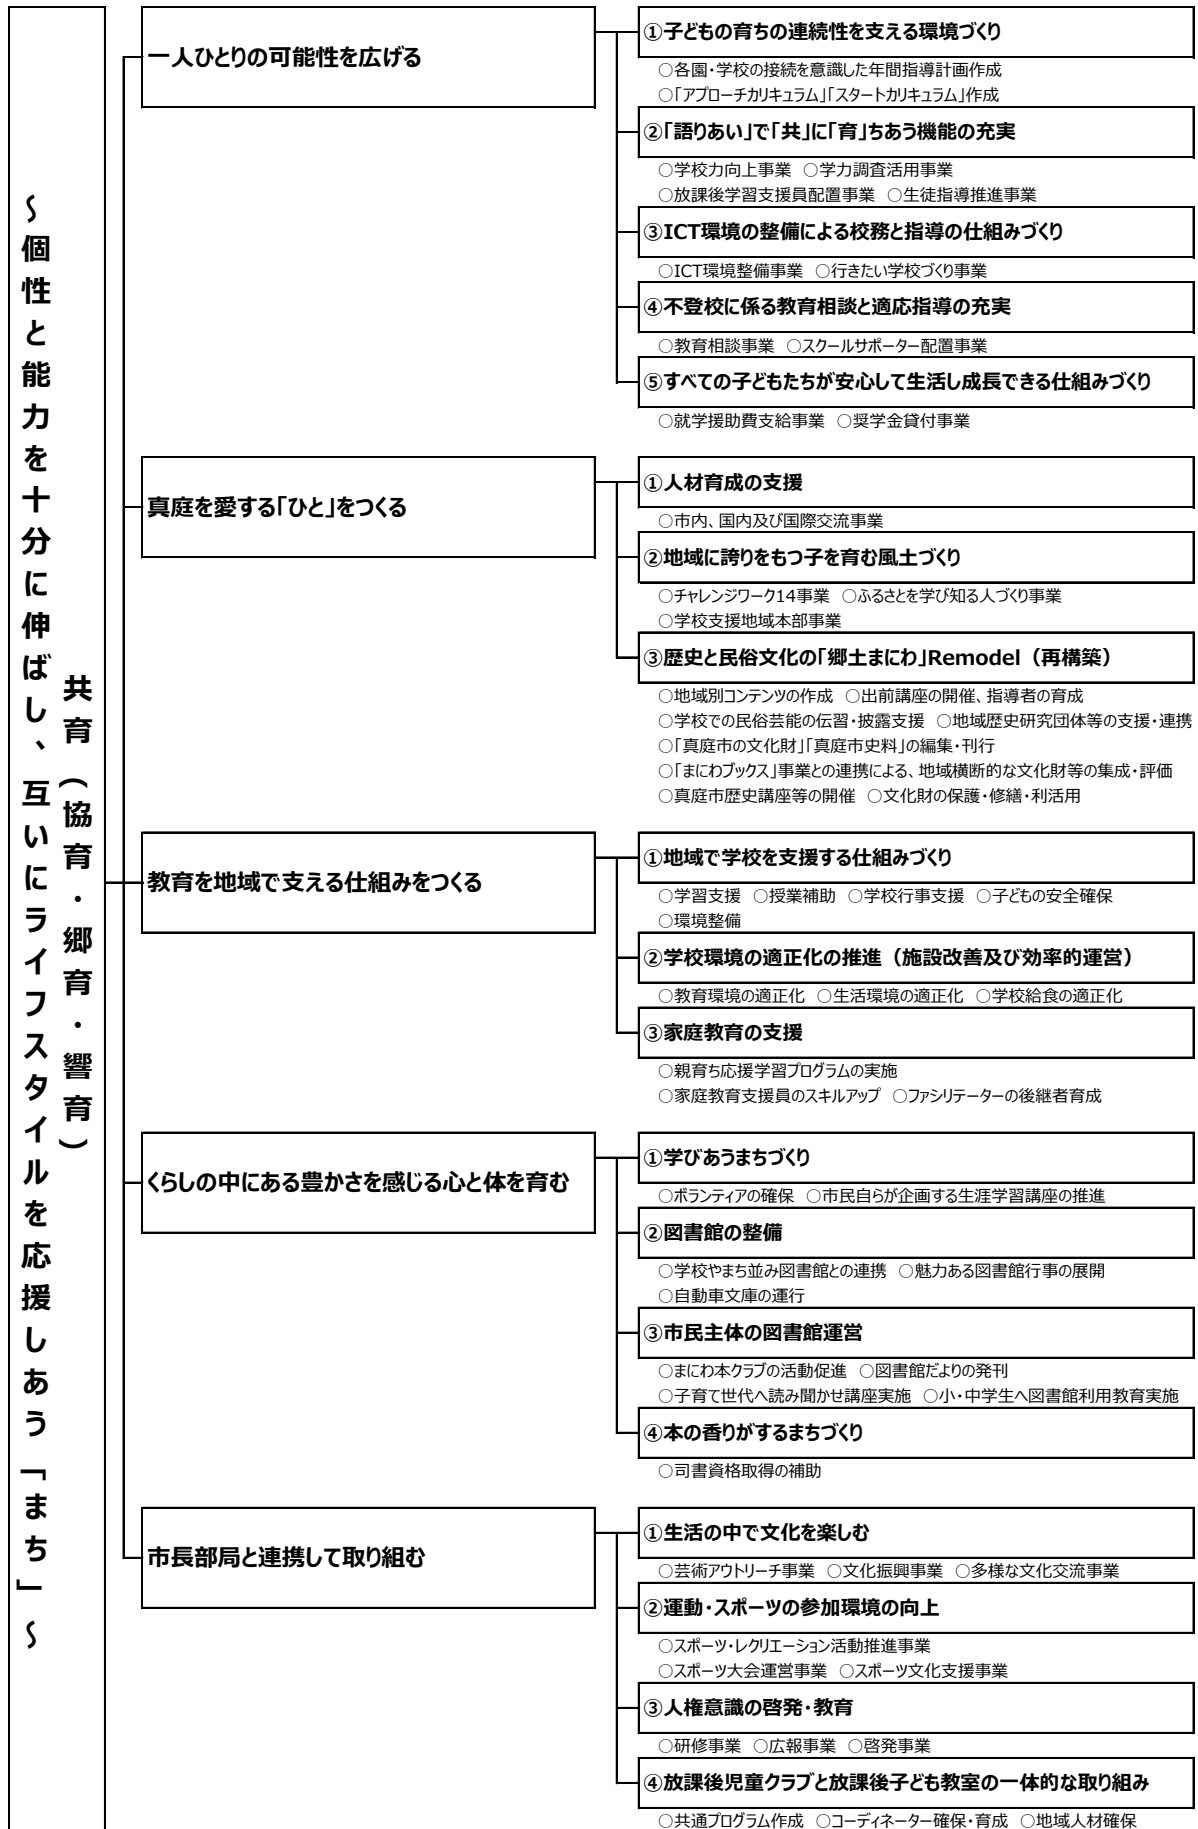 共育（協育・郷育・響育）
～個性と能力を十分に伸ばし、互いにライフスタイルを応援しあう「まち」～
一人ひとりの可能性を広げる
①子どもの育ちの連続性を支える環境づくり
○各園・学校の接続を意識した年間指導計画作成
○「アプローチカリキュラム」「スタートカリキュラム」作成
②「語りあい」で「共」に「育」ちあう機能の充実
○学校力向上事業 ○学力調査活用事業
○放課後学習支援員配置事業 ○生徒指導推進事業
③ICT環境の整備による校務と指導の仕組みづくり
○ICT環境整備事業 ○行きたい学校づくり事業
④不登校に係る教育相談と適応指導の充実
○教育相談事業 ○スクールサポーター配置事業
⑤すべての子どもたちが安心して生活し成長できる仕組みづくり
○就学援助費支給事業 ○奨学金貸付事業
真庭を愛する「ひと」をつくる
①人材育成の支援
○市内、国内及び国際交流事業
②地域に誇りをもつ子を育む風土づくり
○チャレンジワーク14事業 ○ふるさとを学び知る人づくり事業
○学校支援地域本部事業
③歴史と民俗文化の「郷土まにわ」Remodel（再構築）
○地域別コンテンツの作成 ○出前講座の開催、指導者の育成
○学校での民俗芸能の伝習・披露支援 ○地域歴史研究団体等の支援・連携
○「真庭市の文化財」「真庭市史料」の編集・刊行
○「まにわブックス」事業との連携による、地域横断的な文化財等の集成・評価
○真庭市歴史講座等の開催 ○文化財の保護・修繕・利活用
教育を地域で支える仕組みをつくる
①地域で学校を支援する仕組みづくり
○学習支援 ○授業補助 ○学校行事支援 ○子どもの安全確保
○環境整備
②学校環境の適正化の推進（施設改善及び効率的運営）
○教育環境の適正化 ○生活環境の適正化 ○学校給食の適正化
③家庭教育の支援
○親育ち応援学習プログラムの実施
○家庭教育支援員のスキルアップ ○ファシリテーターの後継者育成
くらしの中にある豊かさを感じる心と体を育む
①学びあうまちづくり
○ボランティアの確保 ○市民自らが企画する生涯学習講座の推進
②図書館の整備
○学校やまち並み図書館との連携 ○魅力ある図書館行事の展開
○自動車文庫の運行
③市民主体の図書館運営
○まにわ本クラブの活動促進 ○図書館だよりの発刊
○子育て世代へ読み聞かせ講座実施 ○小・中学生へ図書館利用教育実施
④本の香りがするまちづくり
○司書資格取得の補助
市長部局と連携して取り組む
①生活の中で文化を楽しむ
○芸術アウトリーチ事業 ○文化振興事業 ○多様な文化交流事業
②運動・スポーツの参加環境の向上
○スポーツ・レクリエーション活動推進事業
○スポーツ大会運営事業 ○スポーツ文化支援事業
③人権意識の啓発・教育
○研修事業 ○広報事業 ○啓発事業
④放課後児童クラブと放課後子ども教室の一体的な取り組み
○共通プログラム作成 ○コーディネーター確保・育成 ○地域人材確保